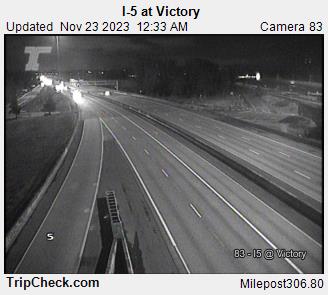 I-5 at Victory
Updated Nov 23 2023 12:33 AM Camera 83
S
83 - I5 @ Victory
TripCheck.com Milepost306.80